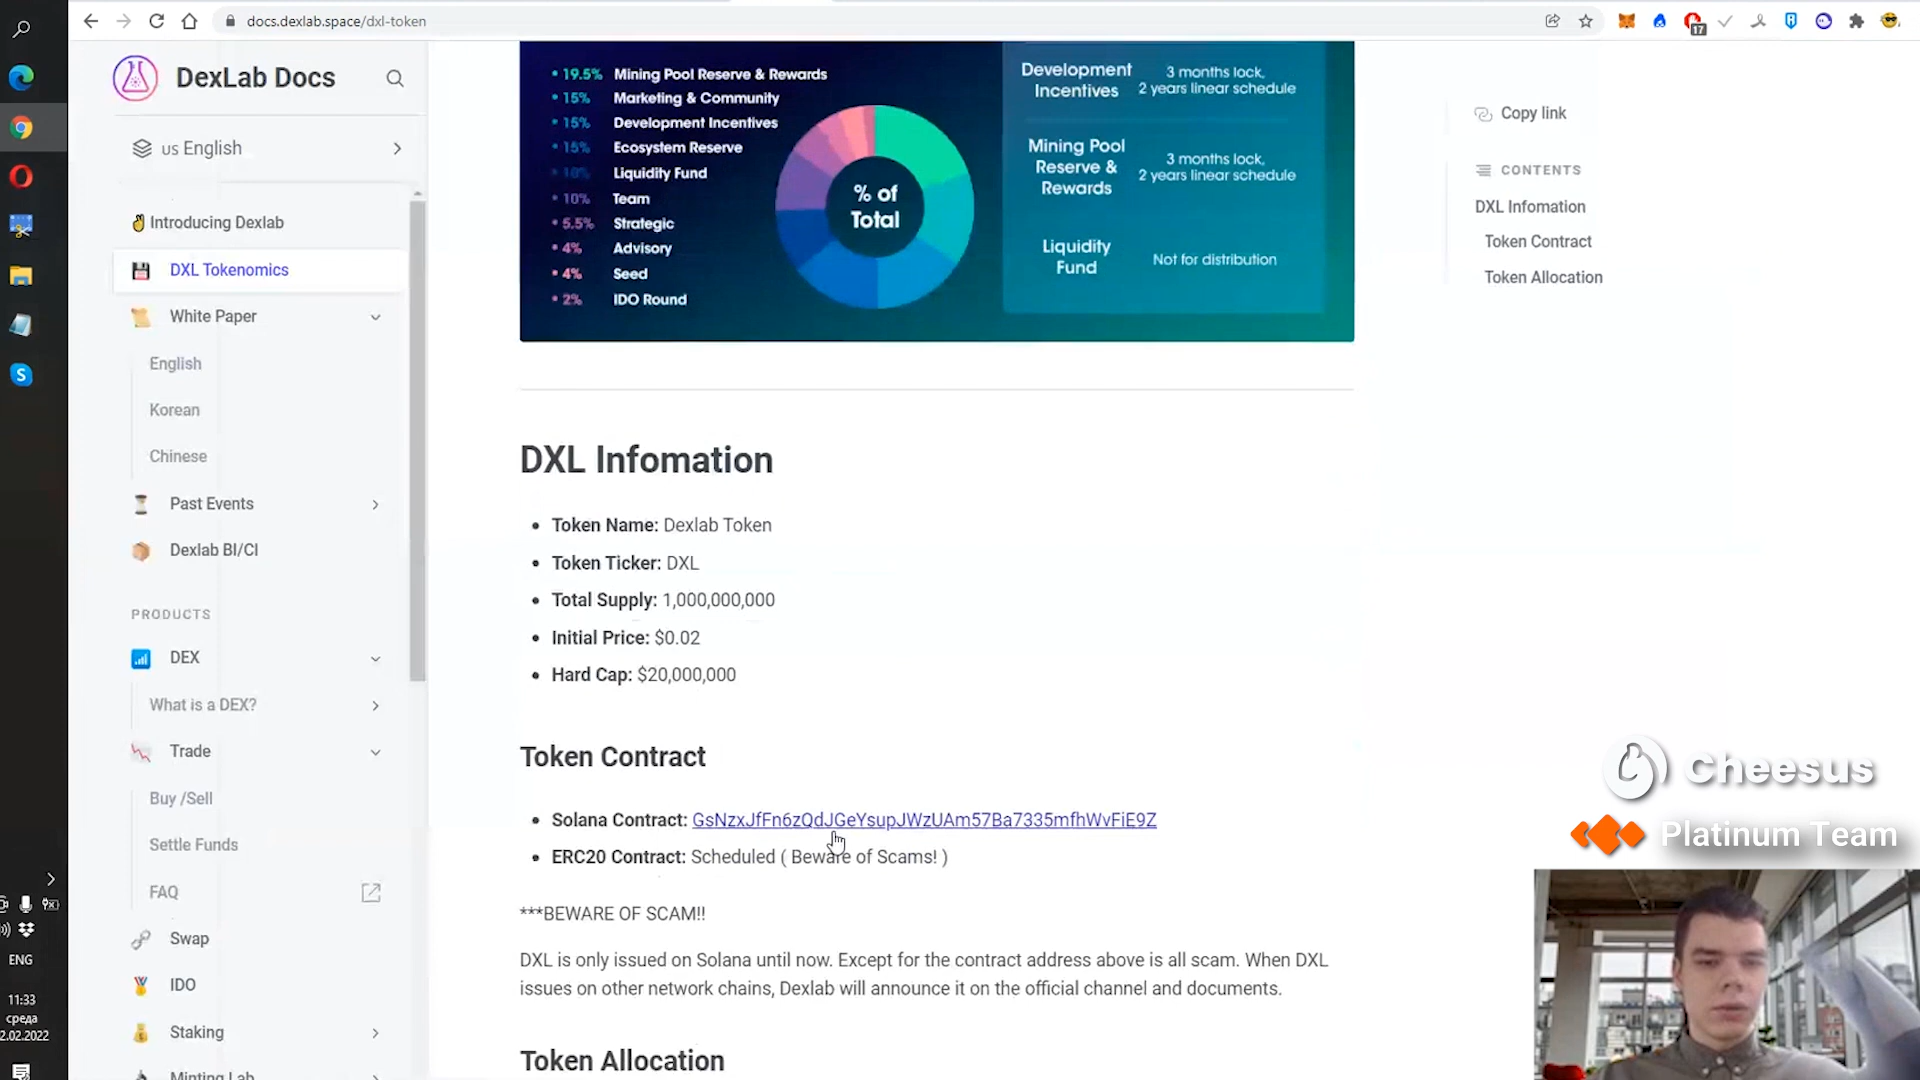 docs.dexlab.space/dxl-token
17
DexLab Docs
us English
Introducing Dexlab
DXL Tokenomics
White Paper
English
Korean
Chinese
Past Events
Dexlab BI/CI
PRODUCTS
DEX
What is a DEX?
Trade
Buy /Sell
Settle Funds
FAQ
Swap
IDO
Staking
Minting Lab
ENG
11:33
среда
2.02.2022
• 19.5% Mining Pool Reserve & Rewards
• 15% Marketing & Community
• 15% Development Incentives
• 15% Ecosystem Reserve
• 10% Liquidity Fund
• 10% Team
• 5.5% Strategic
• 4% Advisory
• 4% Seed
• 2% IDO Round
% of
Total
Development
Incentives
3 months lock,
2 years linear schedule
Mining Pool
Reserve &
Rewards
3 months lock,
2 years linear schedule
Liquidity
Fund
Not for distribution
DXL Infomation
• Token Name: Dexlab Token
• Token Ticker: DXL
• Total Supply: 1,000,000,000
• Initial Price: $0.02
• Hard Cap: $20,000,000
Token Contract
• Solana Contract: GsNzxJfFn6zQdJGeYsupJWzUAm57Ba7335mfhWvFiE9Z
• ERC20 Contract: Scheduled ( Beware of Scams! )
***BEWARE OF SCAM!!
DXL is only issued on Solana until now. Except for the contract address above is all scam. When DXL
issues on other network chains, Dexlab will announce it on the official channel and documents.
Token Allocation
Copy link
CONTENTS
DXL Infomation
Token Contract
Token Allocation
Cheesus
Platinum Team